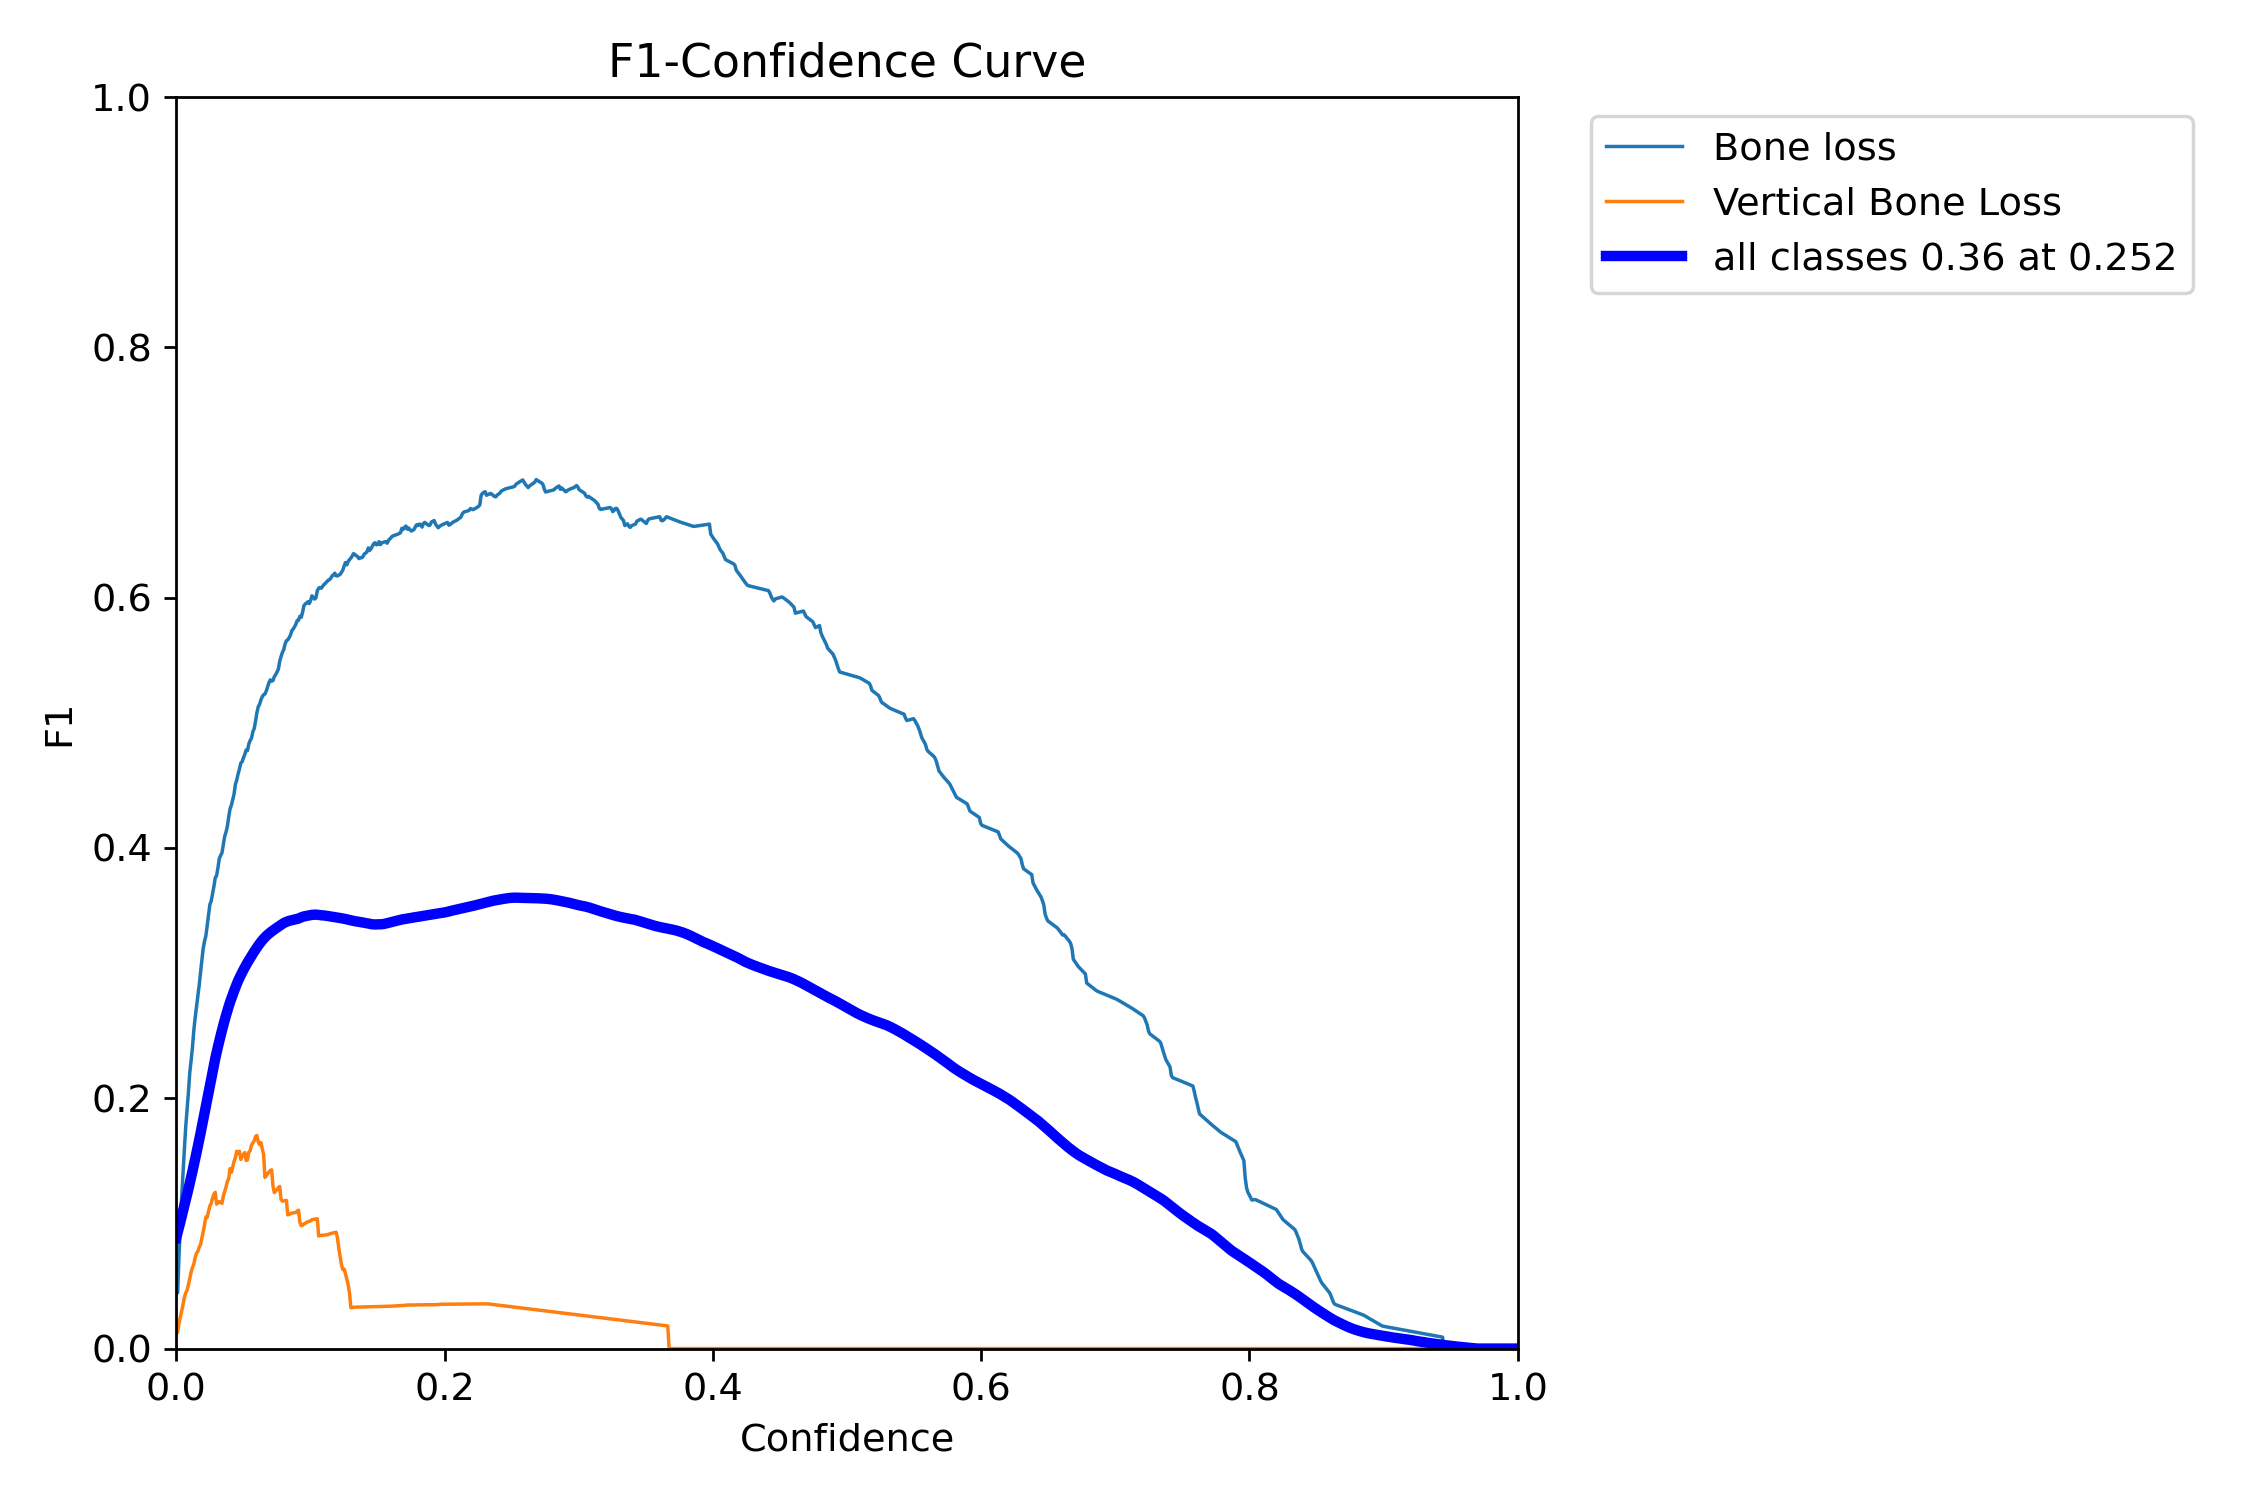 F1-Confidence Curve
1.0
0.8
0.6
0.4
0.2
0.0
F1
0.0 0.2 0.4 0.6 0.8 1.0
Confidence
Bone loss
Vertical Bone Loss
all classes 0.36 at 0.252